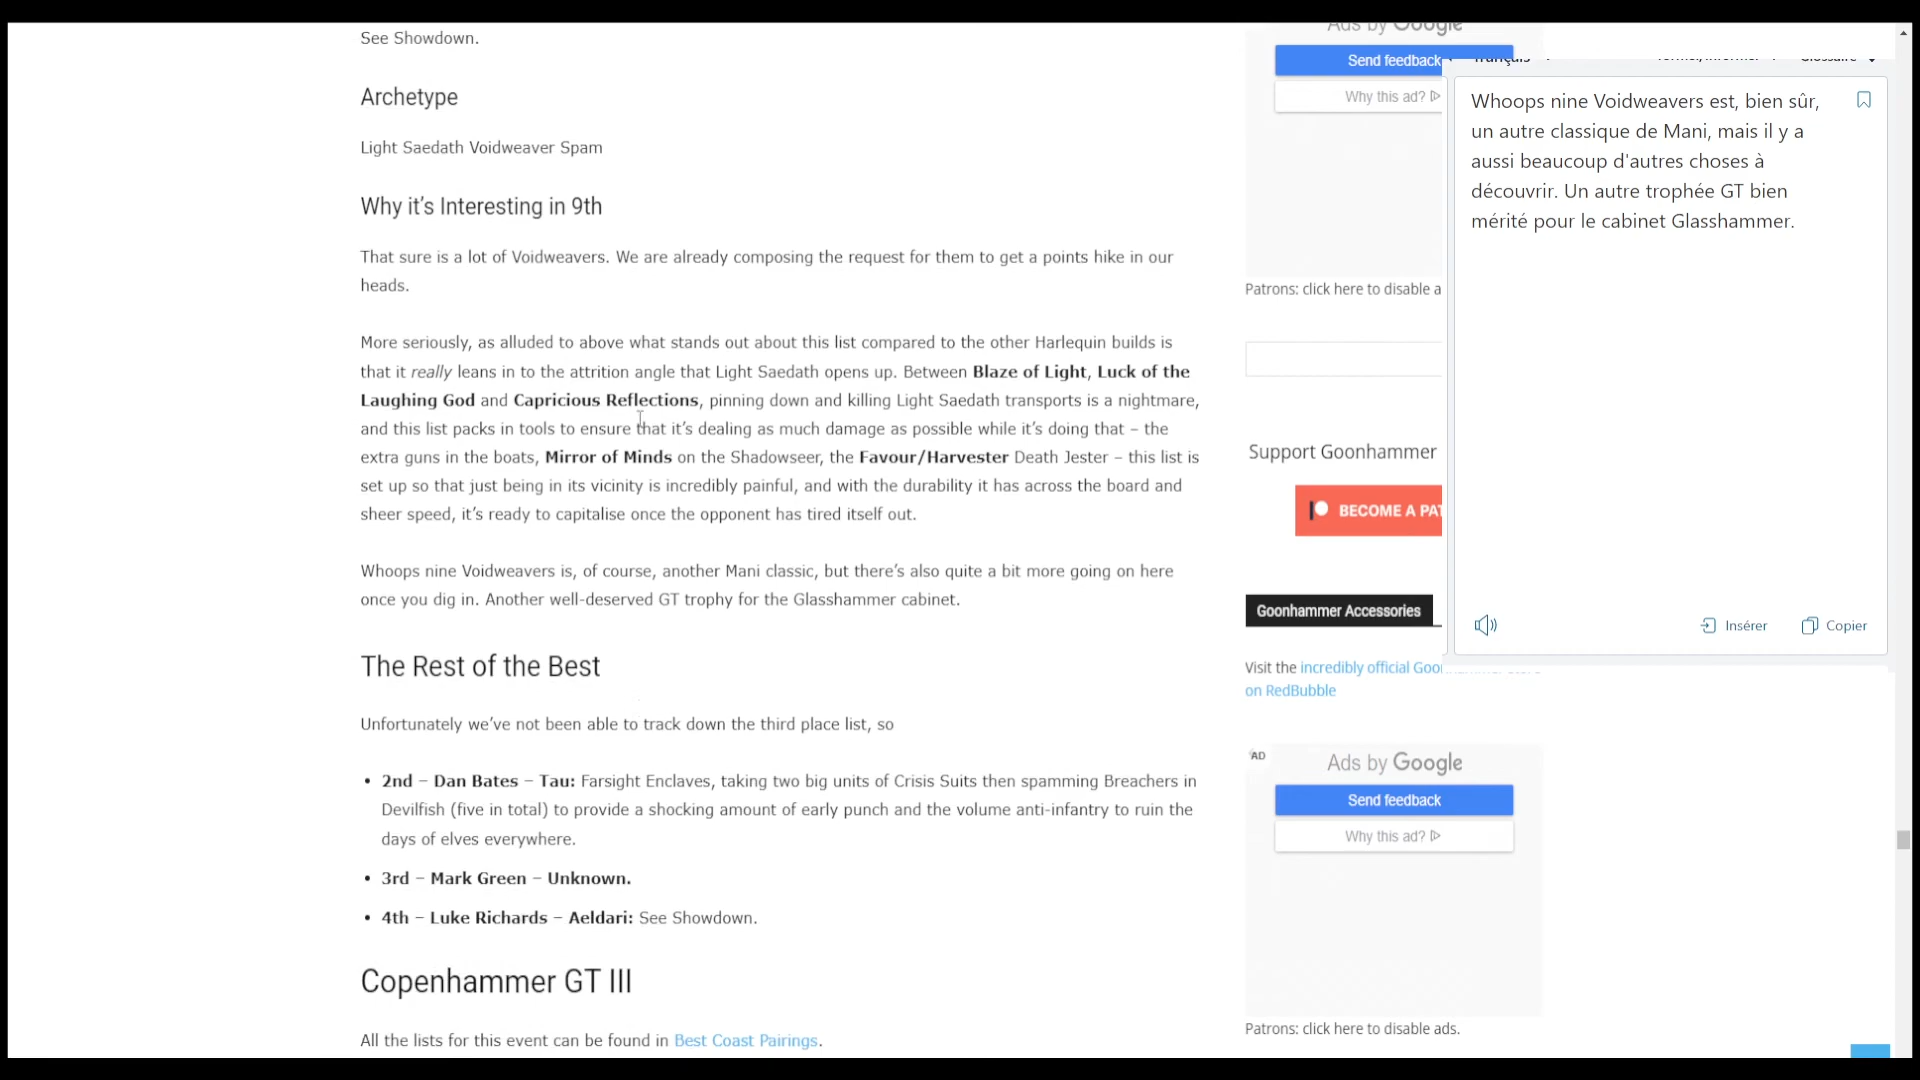 See Showdown.
Archetype
Light Saedath Voidweaver Spam
Why it's Interesting in 9th
That sure is a lot of Voidweavers. We are already composing the request for them to get a points hike in our
heads.
More seriously, as alluded to above what stands out about this list compared to the other Harlequin builds is
that it really leans in to the attrition angle that Light Saedath opens up. Between Blaze of Light, Luck of the
Laughing God and Capricious Reflections, pinning down and killing Light Saedath transports is a nightmare,
and this list packs in tools to ensure that it's dealing as much damage as possible while it's doing that – the
extra guns in the boats, Mirror of Minds on the Shadowseer, the Favour/Harvester Death Jester – this list is
set up so that just being in its vicinity is incredibly painful, and with the durability it has across the board and
sheer speed, it's ready to capitalise once the opponent has tired itself out.
Whoops nine Voidweavers is, of course, another Mani classic, but there's also quite a bit more going on here
once you dig in. Another well-deserved GT trophy for the Glasshammer cabinet.
The Rest of the Best
Unfortunately we've not been able to track down the third place list, so
• 2nd – Dan Bates – Tau: Farsight Enclaves, taking two big units of Crisis Suits then spamming Breachers in
Devilfish (five in total) to provide a shocking amount of early punch and the volume anti-infantry to ruin the
days of elves everywhere.
• 3rd – Mark Green – Unknown.
• 4th – Luke Richards – Aeldari: See Showdown.
Copenhammer GT III
All the lists for this event can be found in Best Coast Pairings.
Ads by Google
Send feedback
Why this ad?
Patrons: click here to disable a
Support Goonhammer
BECOME A PAT
Goonhammer Accessories
Visit the incredibly official Goo
on RedBubble
AD
Ads by Google
Send feedback
Why this ad?
Patrons: click here to disable ads.
français
Glossaire
Whoops nine Voidweavers est, bien sûr,
un autre classique de Mani, mais il y a
aussi beaucoup d'autres choses à
découvrir. Un autre trophée GT bien
mérité pour le cabinet Glasshammer.
Insérer
Copier